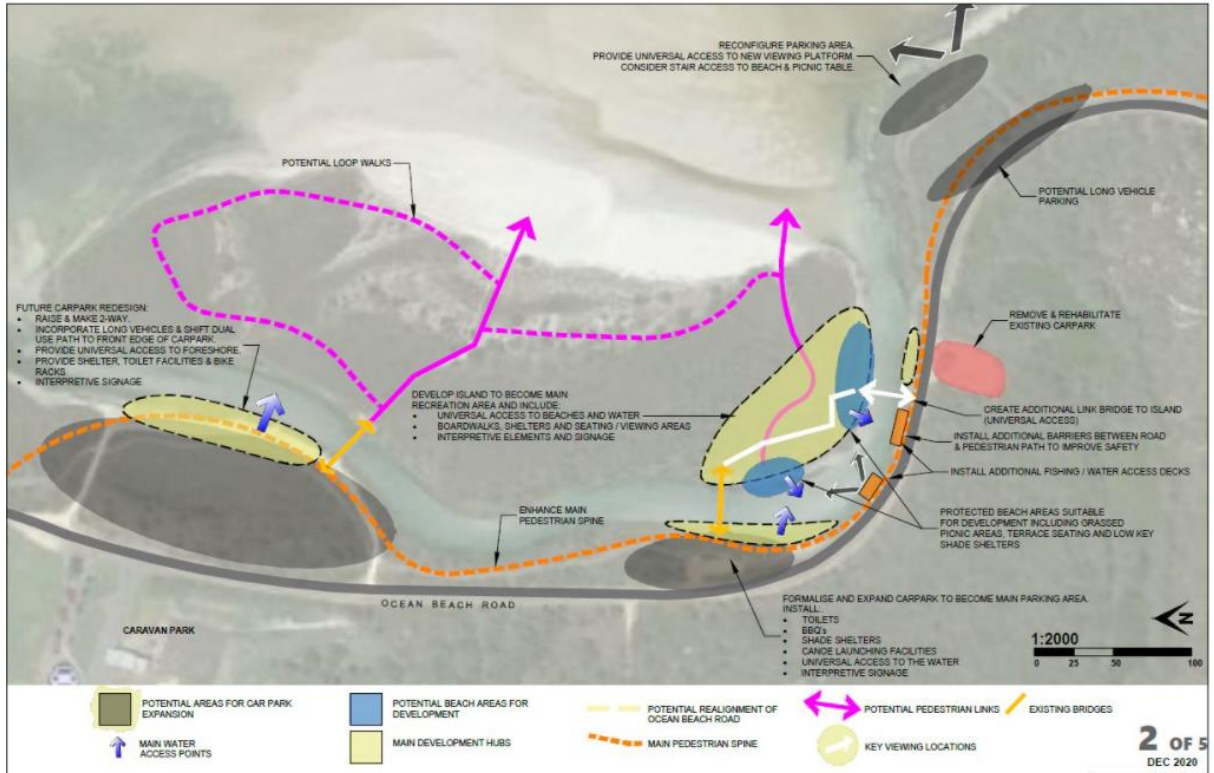 RECONFIGURE PARKING AREA.
PROVIDE UNIVERSAL ACCESS TO NEW VIEWING PLATFORM.
CONSIDER STAIR ACCESS TO BEACH & PICNIC TABLE.
POTENTIAL LOOP WALKS
POTENTIAL LONG VEHICLE
PARKING
FUTURE CARPARK REDESIGN:
• RAISE & MAKE 2-WAY.
• INCORPORATE LONG VEHICLES & SHIFT DUAL
USE PATH TO FRONT EDGE OF CARPARK.
• PROVIDE UNIVERSAL ACCESS TO FORESHORE.
• PROVIDE SHELTER, TOILET FACILITIES & BIKE
RACKS
• INTERPRETIVE SIGNAGE
REMOVE & REHABILITATE
EXISTING CARPARK
DEVELOP ISLAND TO BECOME MAIN
RECREATION AREA AND INCLUDE:
• UNIVERSAL ACCESS TO BEACHES AND WATER
• BOARDWALKS, SHELTERS AND SEATING / VIEWING AREAS
• INTERPRETIVE ELEMENTS AND SIGNAGE
CREATE ADDITIONAL LINK BRIDGE TO ISLAND
(UNIVERSAL ACCESS)
INSTALL ADDITIONAL BARRIERS BETWEEN ROAD
& PEDESTRIAN PATH TO IMPROVE SAFETY
INSTALL ADDITIONAL FISHING / WATER ACCESS DECKS
ENHANCE MAIN
PEDESTRIAN SPINE
PROTECTED BEACH AREAS SUITABLE
FOR DEVELOPMENT INCLUDING GRASSED
PICNIC AREAS, TERRACE SEATING AND LOW KEY
SHADE SHELTERS
OCEAN BEACH ROAD
CARAVAN PARK
FORMALISE AND EXPAND CARPARK TO BECOME MAIN PARKING AREA.
INSTALL:
• TOILETS
• BBQ's
• SHADE SHELTERS
• CANOE LAUNCHING FACILITIES
• UNIVERSAL ACCESS TO THE WATER
• INTERPRETIVE SIGNAGE
N
1:2000
0 25 50 100
POTENTIAL AREAS FOR CAR PARK
EXPANSION
MAIN WATER
ACCESS POINTS
POTENTIAL BEACH AREAS FOR
DEVELOPMENT
MAIN DEVELOPMENT HUBS
POTENTIAL REALIGNMENT OF
OCEAN BEACH ROAD
MAIN PEDESTRIAN SPINE
POTENTIAL PEDESTRIAN LINKS
EXISTING BRIDGES
KEY VIEWING LOCATIONS
2 OF 5
DEC 2020